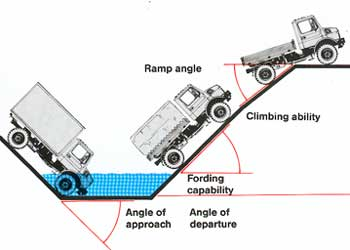 Ramp angle
Climbing ability
Fording
capability
Angle of
approach
Angle of
departure